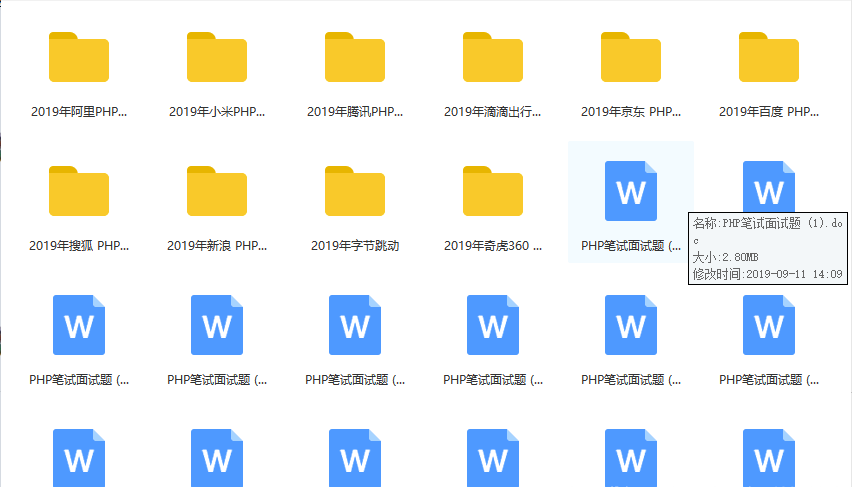 2019年阿里PHP...
2019年小米PHP...
2019年腾讯PHP...
2019年滴滴出行...
2019年京东 PHP...
2019年百度 PHP...
W
W
2019年搜狐 PHP...
2019年新浪 PHP...
2019年字节跳动
2019年奇虎360 ...
PHP笔试面试题 (...
名称:PHP笔试面试题 (1).do
c
大小:2.80MB
修改时间:2019-09-11 14:09
W
W
W
W
W
W
PHP笔试面试题 (...
PHP笔试面试题 (...
PHP笔试面试题 (...
PHP笔试面试题 (...
PHP笔试面试题 (...
PHP笔试面试题 (...
W
W
W
W
W
W